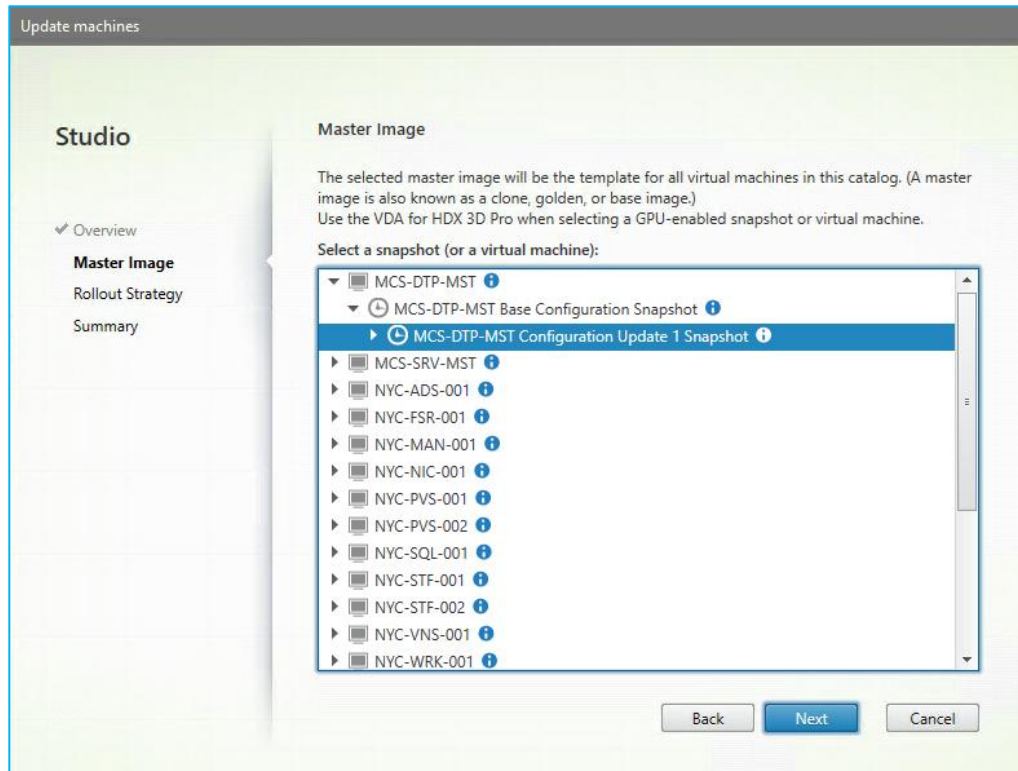 Update machines
Studio
Overview
Master Image
Rollout Strategy
Summary
Master Image
The selected master image will be the template for all virtual machines in this catalog. (A master
image is also known as a clone, golden, or base image.)
Use the VDA for HDX 3D Pro when selecting a GPU-enabled snapshot or virtual machine.
Select a snapshot (or a virtual machine):
MCS-DTP-MST
MCS-DTP-MST Base Configuration Snapshot
MCS-DTP-MST Configuration Update 1 Snapshot
MCS-SRV-MST
NYC-ADS-001
NYC-FSR-001
NYC-MAN-001
NYC-NIC-001
NYC-PVS-001
NYC-PVS-002
NYC-SQL-001
NYC-STF-001
NYC-STF-002
NYC-VNS-001
NYC-WRK-001
Back Next Cancel